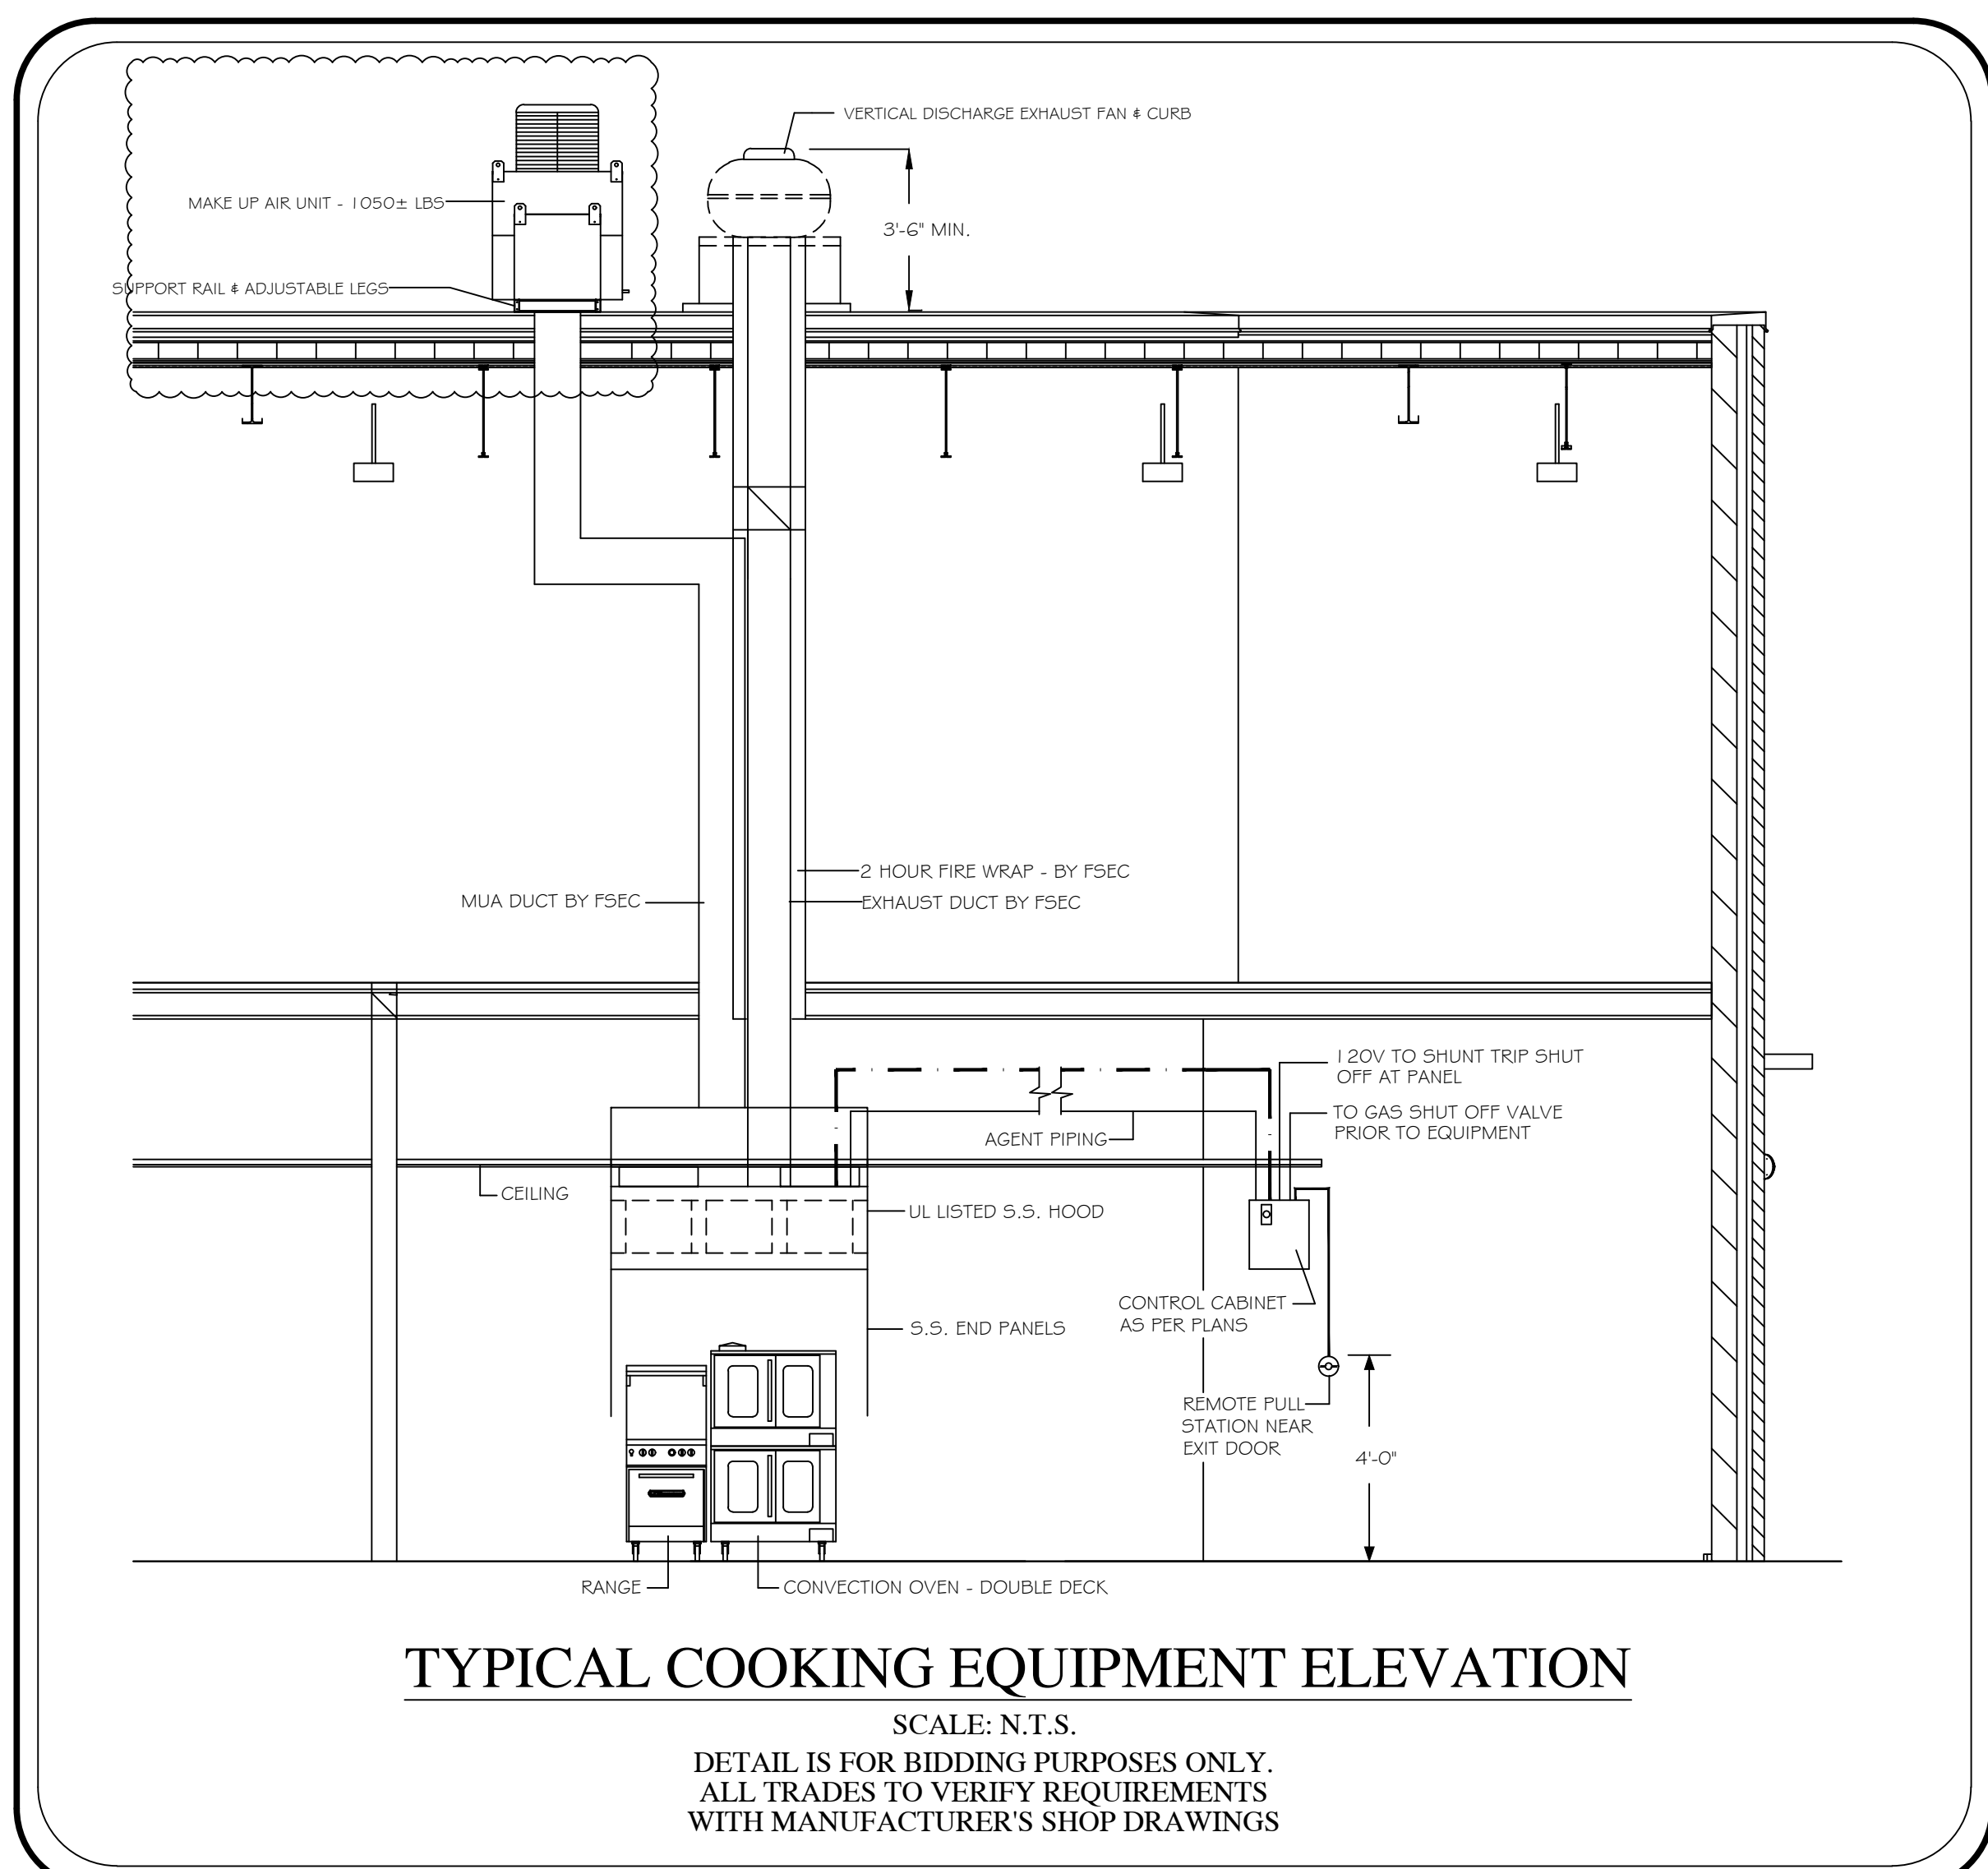 VERTICAL DISCHARGE EXHAUST FAN & CURB
MAKE UP AIR UNIT - 1050± LBS
3'-6" MIN.
SUPPORT RAIL & ADJUSTABLE LEGS
2 HOUR FIRE WRAP - BY FSEC
MUA DUCT BY FSEC
EXHAUST DUCT BY FSEC
120V TO SHUNT TRIP SHUT
OFF AT PANEL
TO GAS SHUT OFF VALVE
PRIOR TO EQUIPMENT
AGENT PIPING
CEILING
UL LISTED S.S. HOOD
CONTROL CABINET
AS PER PLANS
S.S. END PANELS
REMOTE PULL
STATION NEAR
EXIT DOOR
4'-0"
RANGE
CONVECTION OVEN - DOUBLE DECK
TYPICAL COOKING EQUIPMENT ELEVATION
SCALE: N.T.S.
DETAIL IS FOR BIDDING PURPOSES ONLY.
ALL TRADES TO VERIFY REQUIREMENTS
WITH MANUFACTURER'S SHOP DRAWINGS